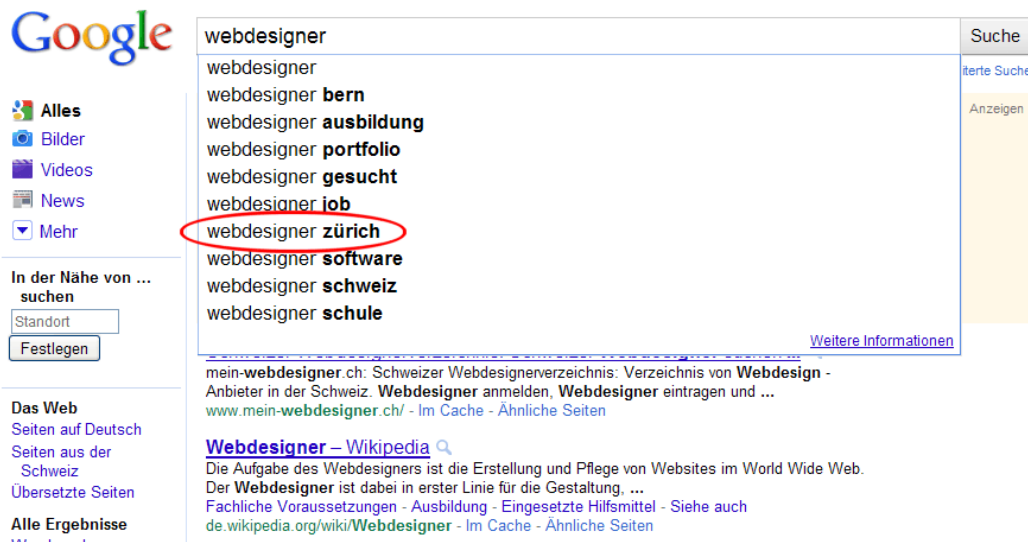 Google
webdesigner
Suche
webdesigner
webdesigner bern
webdesigner ausbildung
webdesigner portfolio
webdesigner gesucht
webdesigner job
webdesigner zürich
webdesigner software
webdesigner schweiz
webdesigner schule
Weitere Informationen
iterte Suche
Anzeigen
Alles
Bilder
Videos
News
Mehr
In der Nähe von ...
suchen
Standort
Festlegen
Das Web
Seiten auf Deutsch
Seiten aus der
Schweiz
Übersetzte Seiten
Alle Ergebnisse
mein-webdesigner.ch: Schweizer Webdesignerverzeichnis: Verzeichnis von Webdesign -
Anbieter in der Schweiz. Webdesigner anmelden, Webdesigner eintragen und ...
www.mein-webdesigner.ch/ - Im Cache - Ähnliche Seiten
Webdesigner – Wikipedia
Die Aufgabe des Webdesigners ist die Erstellung und Pflege von Websites im World Wide Web.
Der Webdesigner ist dabei in erster Linie für die Gestaltung, ...
Fachliche Voraussetzungen - Ausbildung - Eingesetzte Hilfsmittel - Siehe auch
de.wikipedia.org/wiki/Webdesigner - Im Cache - Ähnliche Seiten